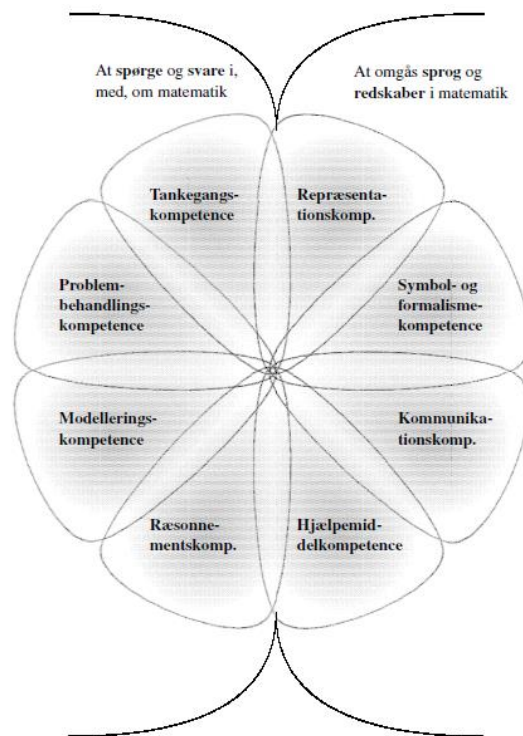 At spørge og svare i,
med, om matematik
At omgås sprog og
redskaber i matematik
Tankegangs-
kompetence
Repræsenta-
tionskomp.
Problem-
behandlings-
kompetence
Symbol- og
formalisme-
kompetence
Modellerings-
kompetence
Kommunika-
tionskomp.
Ræsonne-
mentskomp.
Hjælpemid-
delkompetence